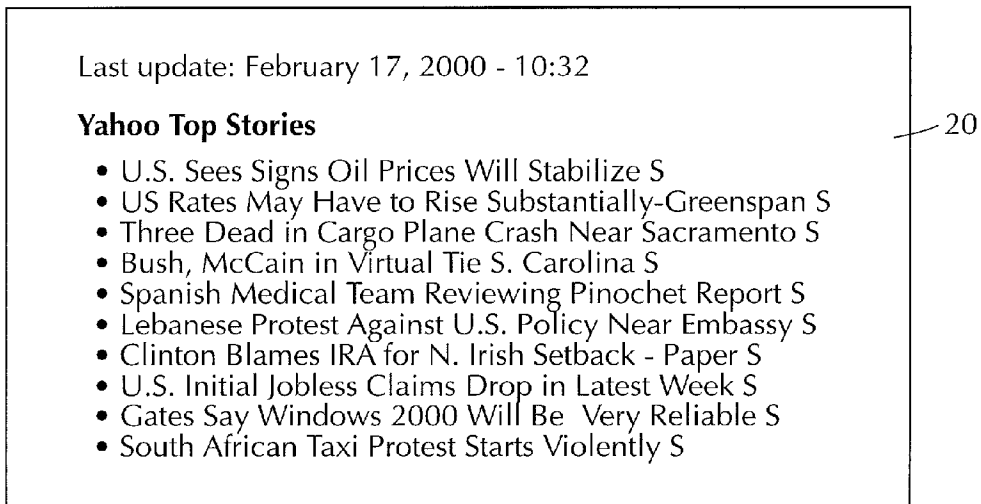 Last update: February 17, 2000 - 10:32
Yahoo Top Stories
• U.S. Sees Signs Oil Prices Will Stabilize S
• US Rates May Have to Rise Substantially-Greenspan S
• Three Dead in Cargo Plane Crash Near Sacramento S
• Bush, McCain in Virtual Tie S. Carolina S
• Spanish Medical Team Reviewing Pinochet Report S
• Lebanese Protest Against U.S. Policy Near Embassy S
• Clinton Blames IRA for N. Irish Setback - Paper S
• U.S. Initial Jobless Claims Drop in Latest Week S
• Gates Say Windows 2000 Will Be Very Reliable S
• South African Taxi Protest Starts Violently S
20